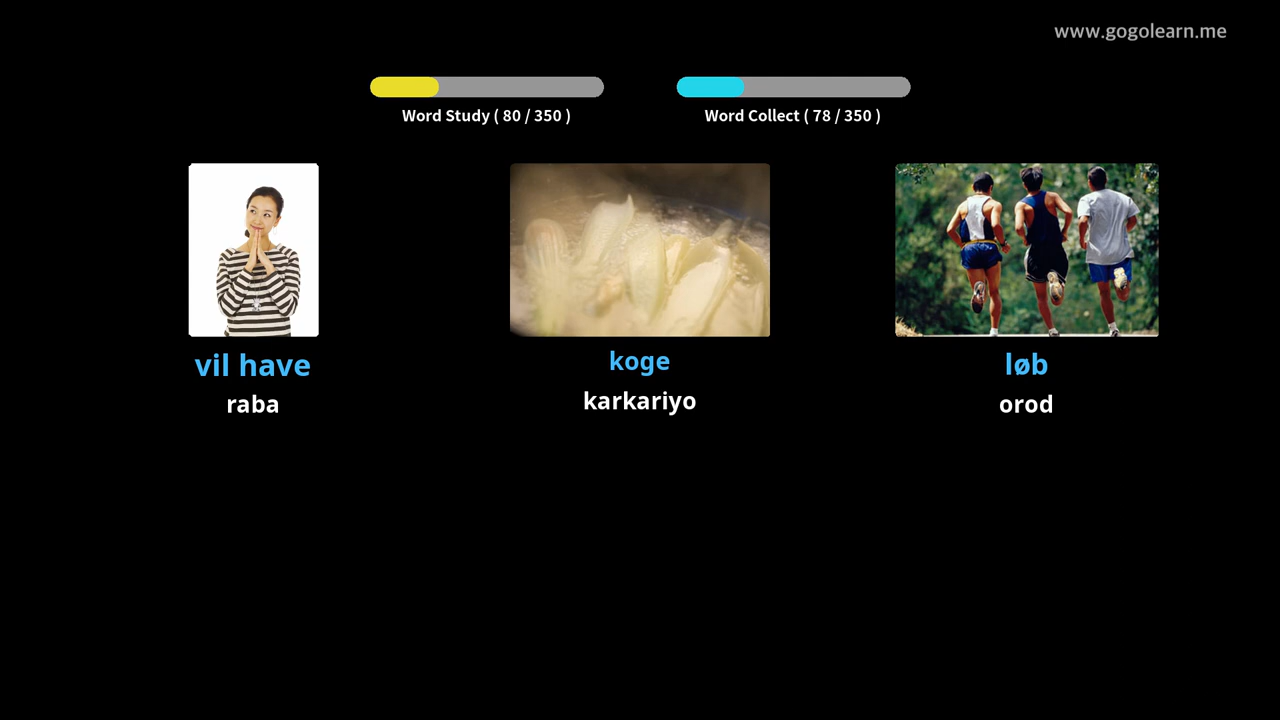 www.gogolearn.me
Word Study ( 80 / 350 )
Word Collect ( 78 / 350 )
vil have
raba
koge
karkariyo
løb
orod